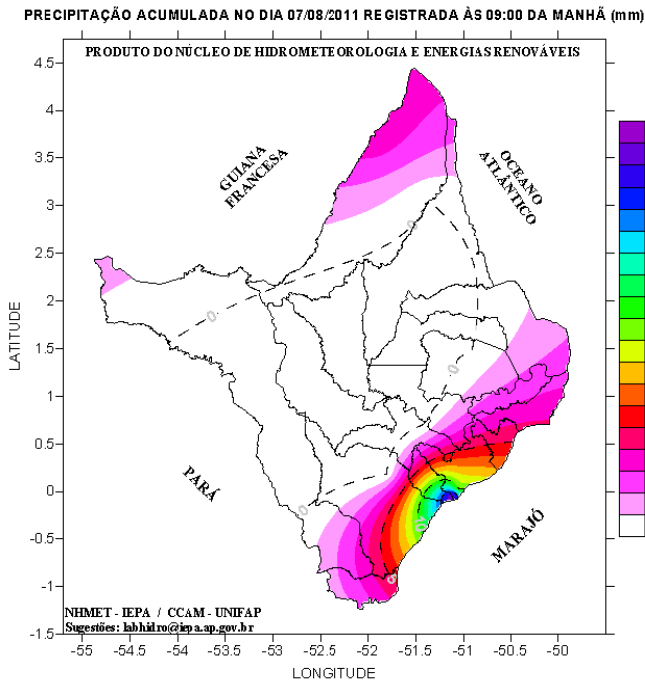 PRECIPITAÇÃO ACUMULADA NO DIA 07/08/2011 REGISTRADA ÀS 09:00 DA MANHÃ (mm)
PRODUTO DO NÚCLEO DE HIDROMETEOROLOGIA E ENERGIAS RENOVÁVEIS
GUIANA
FRANCESA
OCEANO
ATLÂNTICO
PARÁ
MARAJÓ
0
0
0
0
10
4.5
4
3.5
3
2.5
2
1.5
1
0.5
0
-0.5
-1
-1.5
LATITUDE
NHMET - IEPA / CCAM - UNIFAP
Sugestões: labhidro@iepa.ap.gov.br
-55
-54.5
-54
-53.5
-53
-52.5
-52
-51.5
-51
-50.5
-50
LONGITUDE